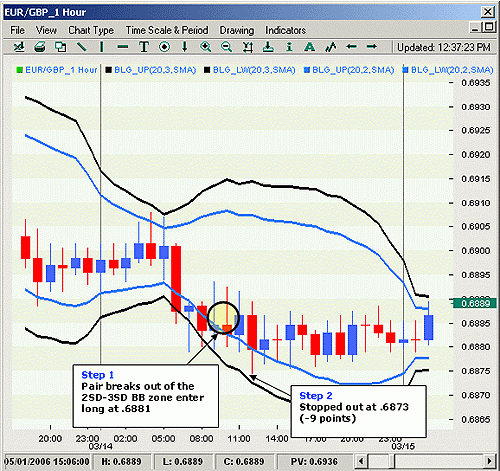 EUR/GBP_1 Hour
File View Chart Type Time Scale & Period Drawing Indicators
Updated: 12:37:23 PM
EUR/GBP_1 Hour BLG_UP(20,3,SMA) BLG_LW(20,3,SMA) BLG_UP(20,2,SMA) BLG_LW(20,2,SMA)
0.6935
0.6930
0.6925
0.6920
0.6915
0.6910
0.6905
0.6900
0.6895
0.6889
0.6885
0.6880
0.6875
0.6870
0.6865
Step 1
Pair breaks out of the
2SD-3SD BB zone enter
long at .6881
Step 2
Stopped out at .6873
(-9 points)
20:00 02:00 05:00 08:00 11:00 14:00 17:00 20:00 23:00
03/14 03/15
05/01/2006 15:06:00 H: 0.6889 L: 0.6889 C: 0.6889 PV: 0.6936